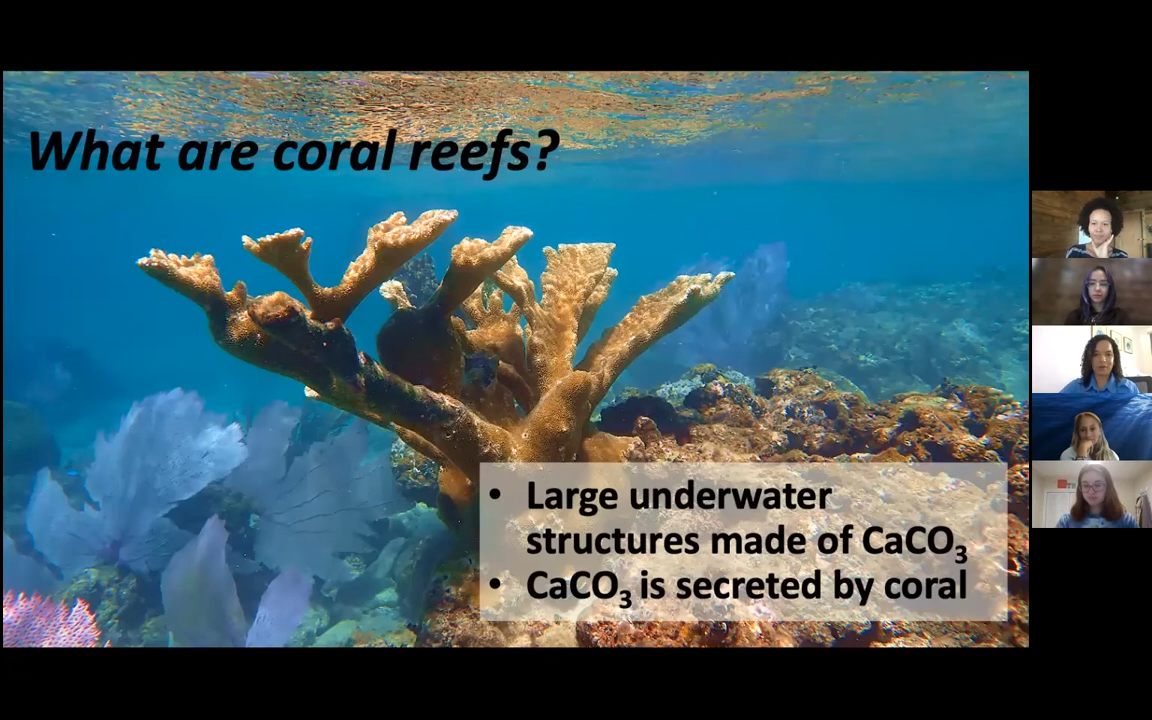 What are coral reefs?
• Large underwater
structures made of CaCO₃
• CaCO₃ is secreted by coral